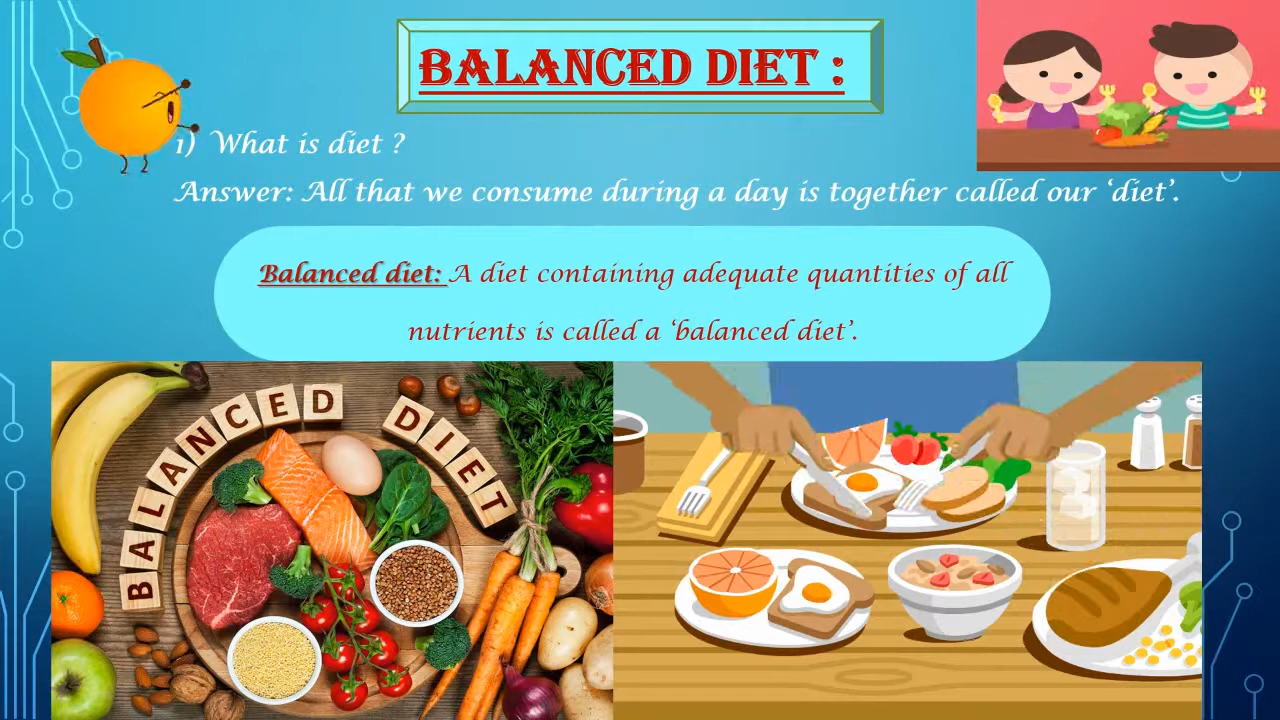 BALANCED DIET :
1) What is diet ?
Answer: All that we consume during a day is together called our ‘diet’.
Balanced diet: A diet containing adequate quantities of all
nutrients is called a ‘balanced diet’.
BALANCED DIET